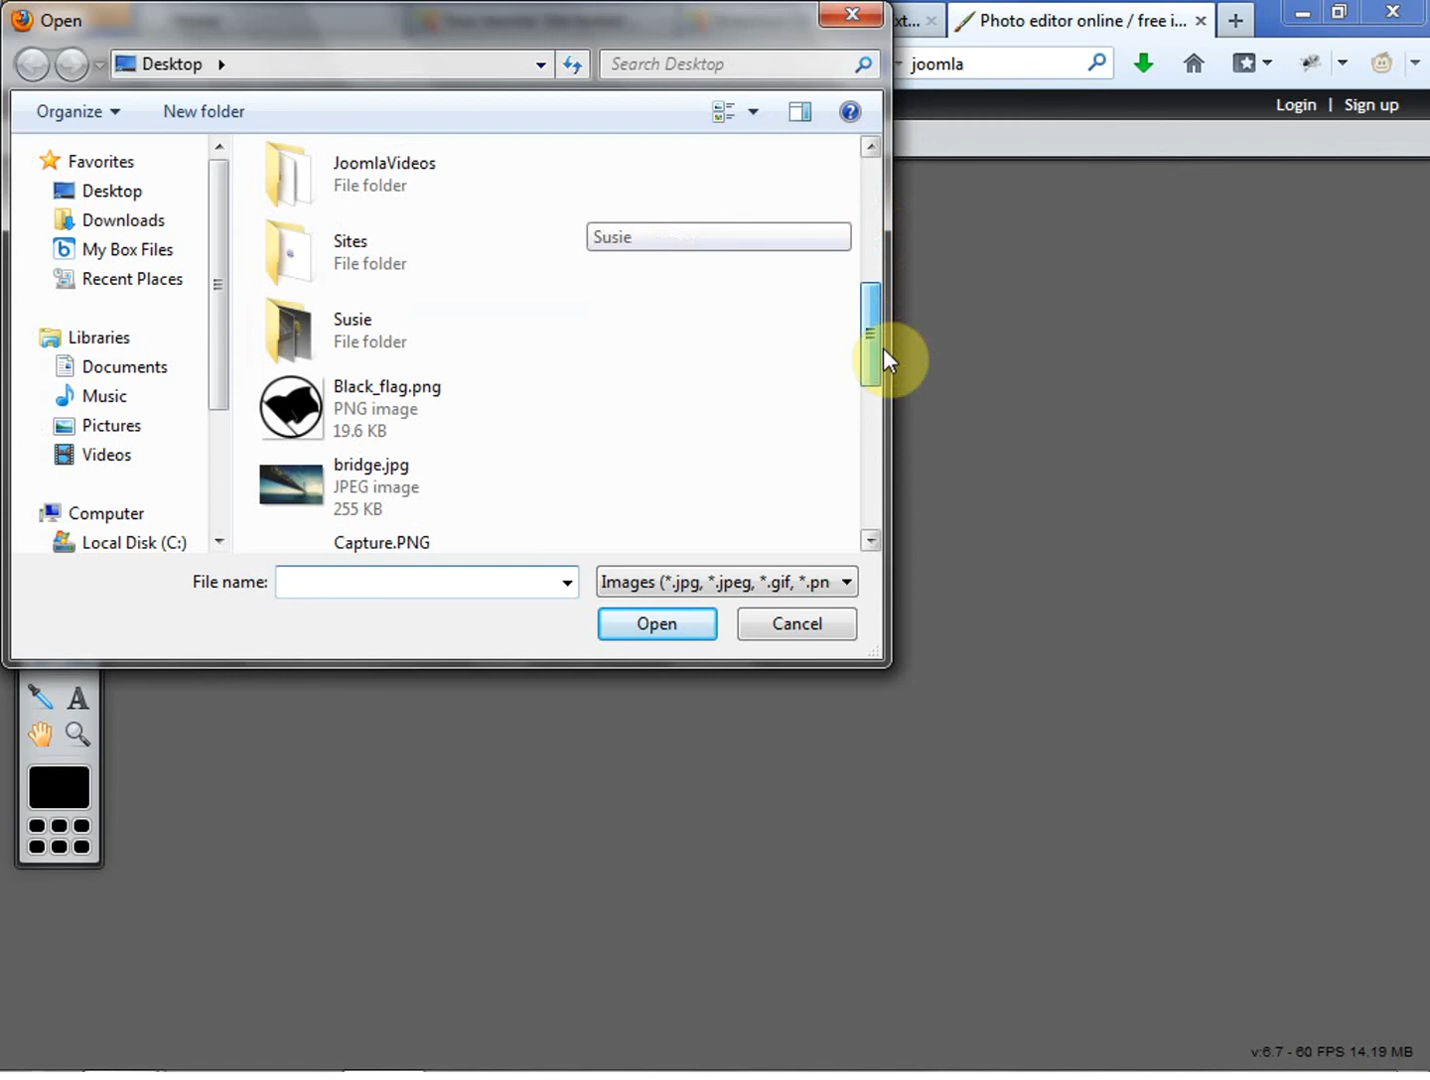 Open
xt...
Photo editor online / free i...
Desktop
Search Desktop
joomla
Organize
New folder
Login | Sign up
Favorites
Desktop
Downloads
My Box Files
Recent Places
Libraries
Documents
Music
Pictures
Videos
Computer
Local Disk (C:)
JoomlaVideos
File folder
Sites
File folder
Susie
Susie
File folder
Black_flag.png
PNG image
19.6 KB
bridge.jpg
JPEG image
255 KB
Capture.PNG
File name:
Images (*.jpg, *.jpeg, *.gif, *.pn
Open
Cancel
A
v:6.7 - 60 FPS 14.19 MB